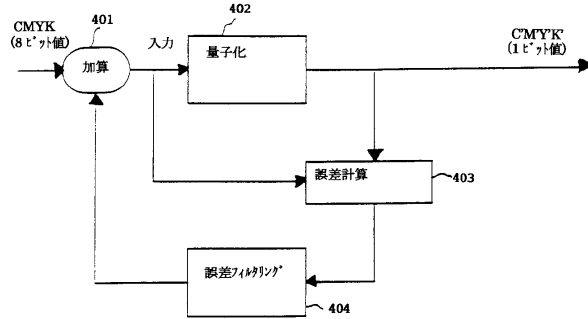 CMYK
(8ビット値)
401
加算
入力
402
量子化
C'M'Y'K'
(1ビット値)
誤差計算
403
誤差フィルタリング
404